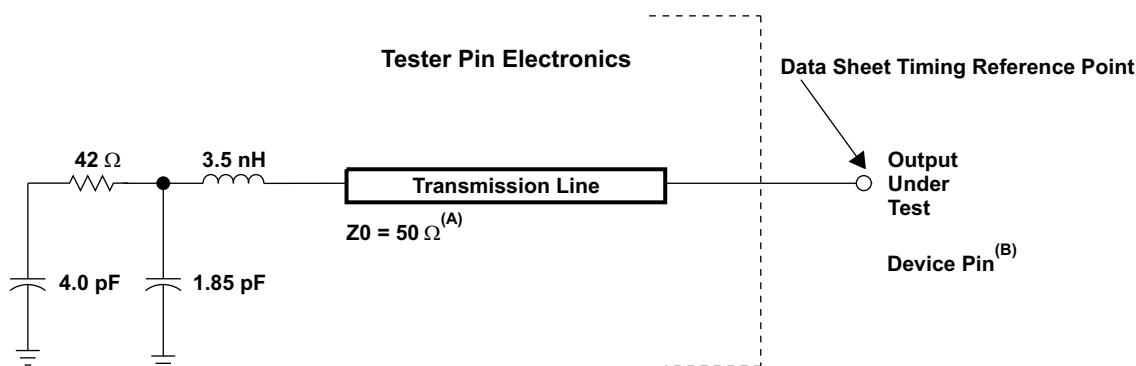 Tester Pin Electronics
Data Sheet Timing Reference Point
42 Ω
3.5 nH
Transmission Line
Output
Under
Test
Z0 = 50 Ω(A)
Device Pin(B)
4.0 pF
1.85 pF